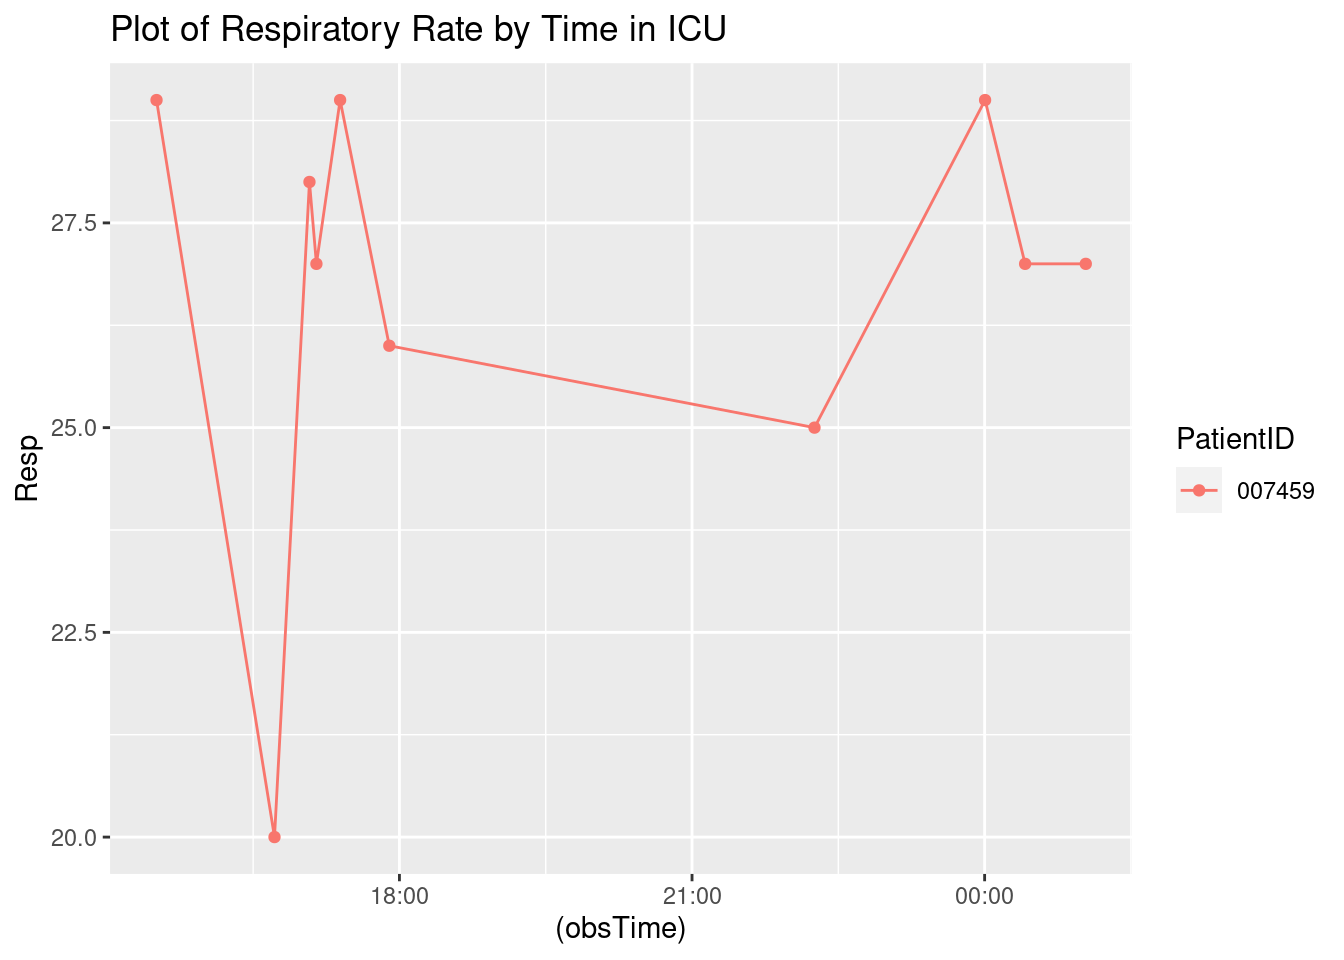 Plot of Respiratory Rate by Time in ICU
27.5
25.0
22.5
20.0
Resp
18:00 21:00 00:00
(obsTime)
PatientID
007459